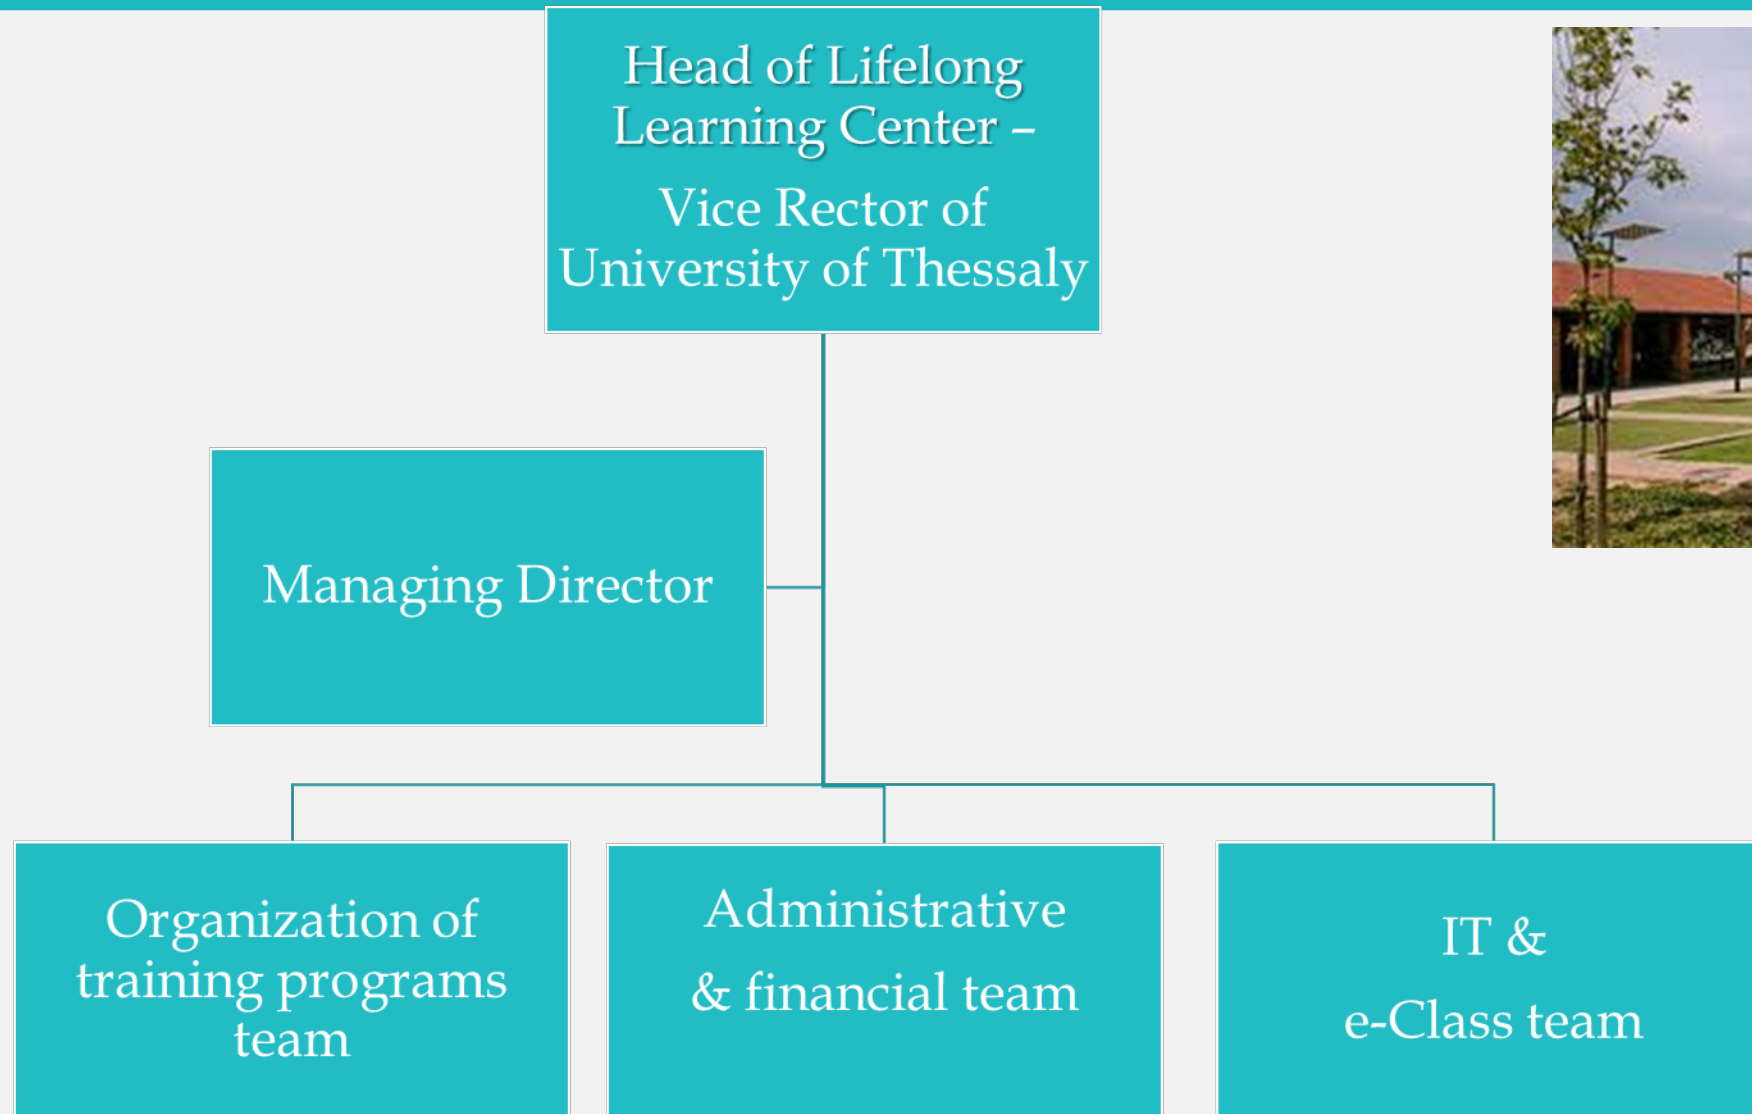 Head of Lifelong
Learning Center –
Vice Rector of
University of Thessaly
Managing Director
Organization of
training programs
team
Administrative
& financial team
IT &
e-Class team